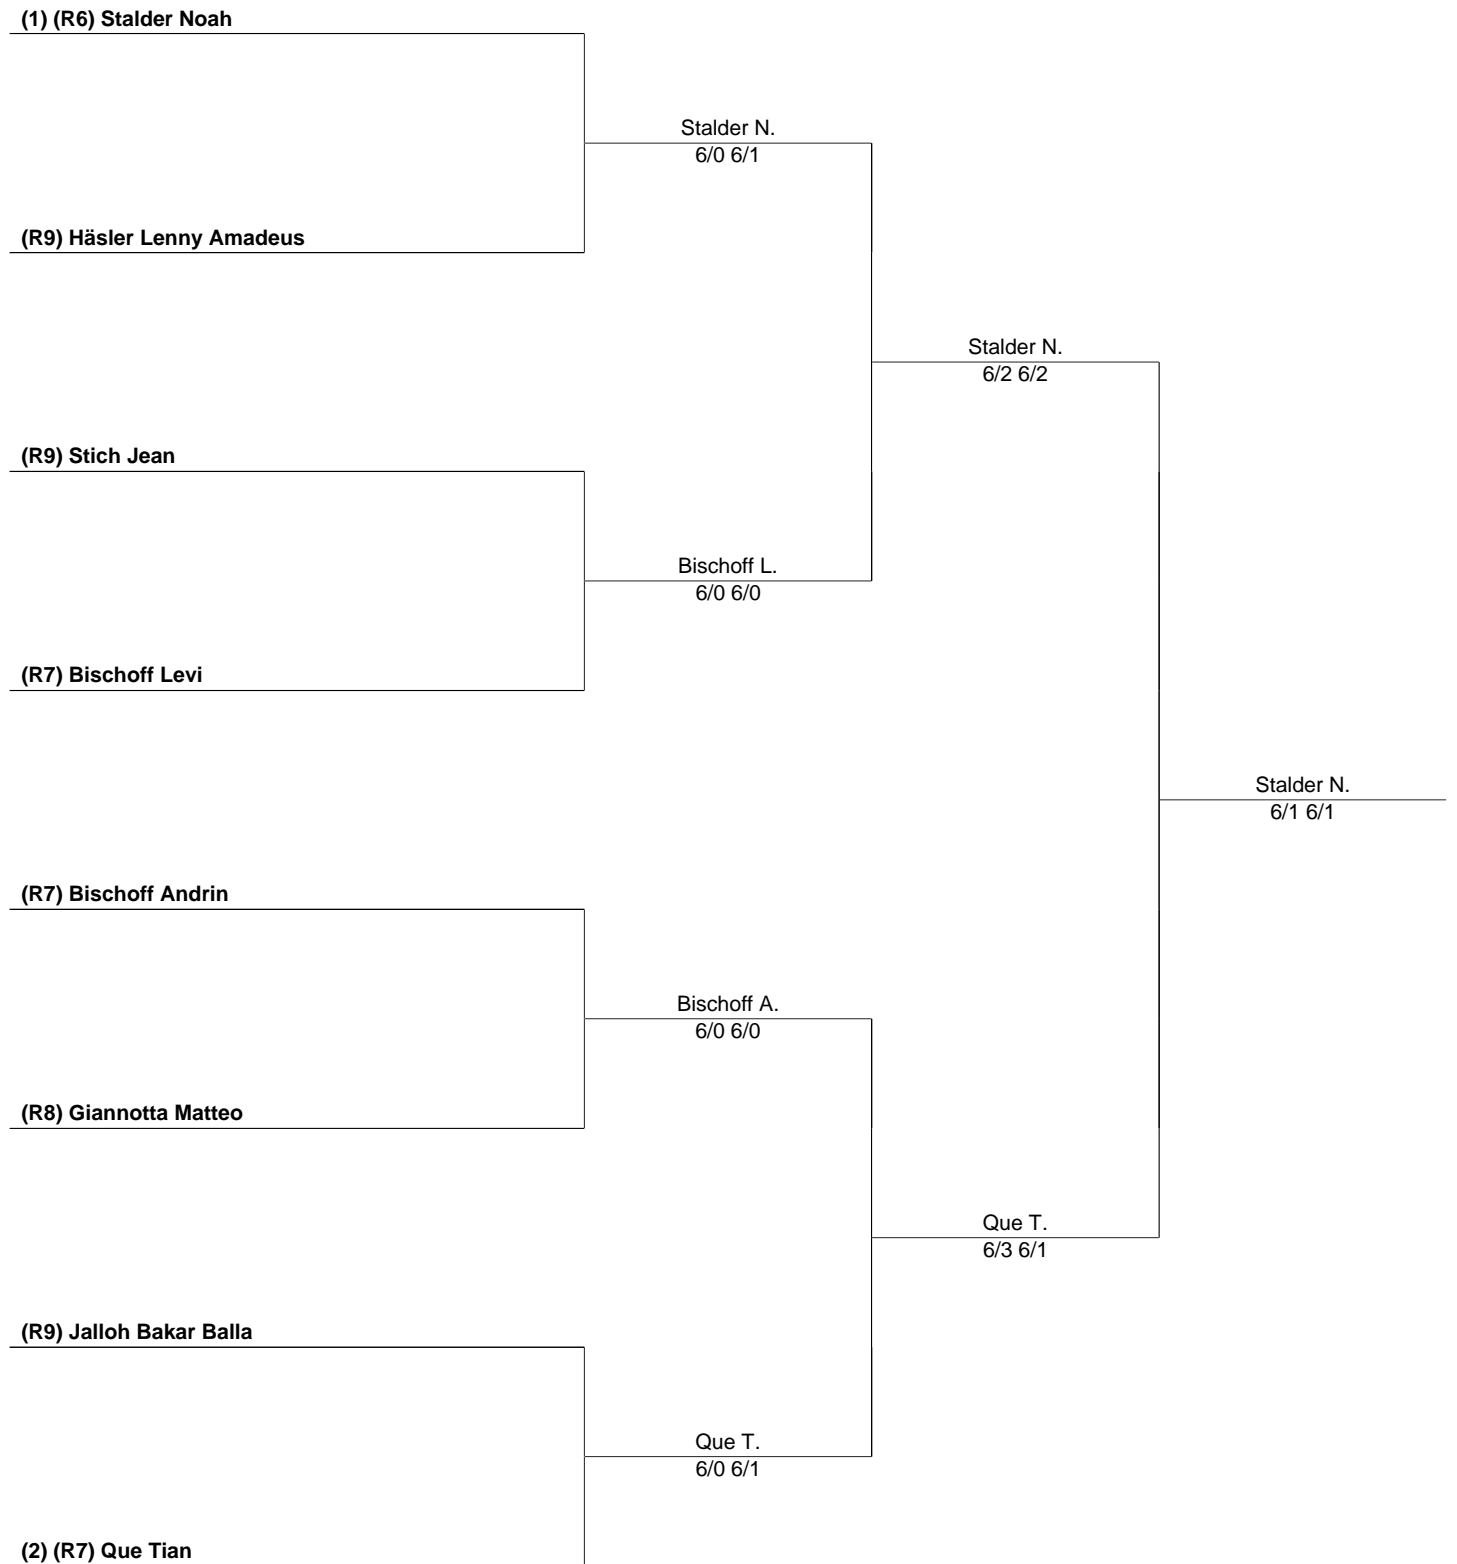 (1) (R6) Stalder Noah
Stalder N.
6/0 6/1
(R9) Häsler Lenny Amadeus
Stalder N.
6/2 6/2
(R9) Stich Jean
Bischoff L.
6/0 6/0
(R7) Bischoff Levi
Stalder N.
6/1 6/1
(R7) Bischoff Andrin
Bischoff A.
6/0 6/0
(R8) Giannotta Matteo
Que T.
6/3 6/1
(R9) Jalloh Bakar Balla
Que T.
6/0 6/1
(2) (R7) Que Tian